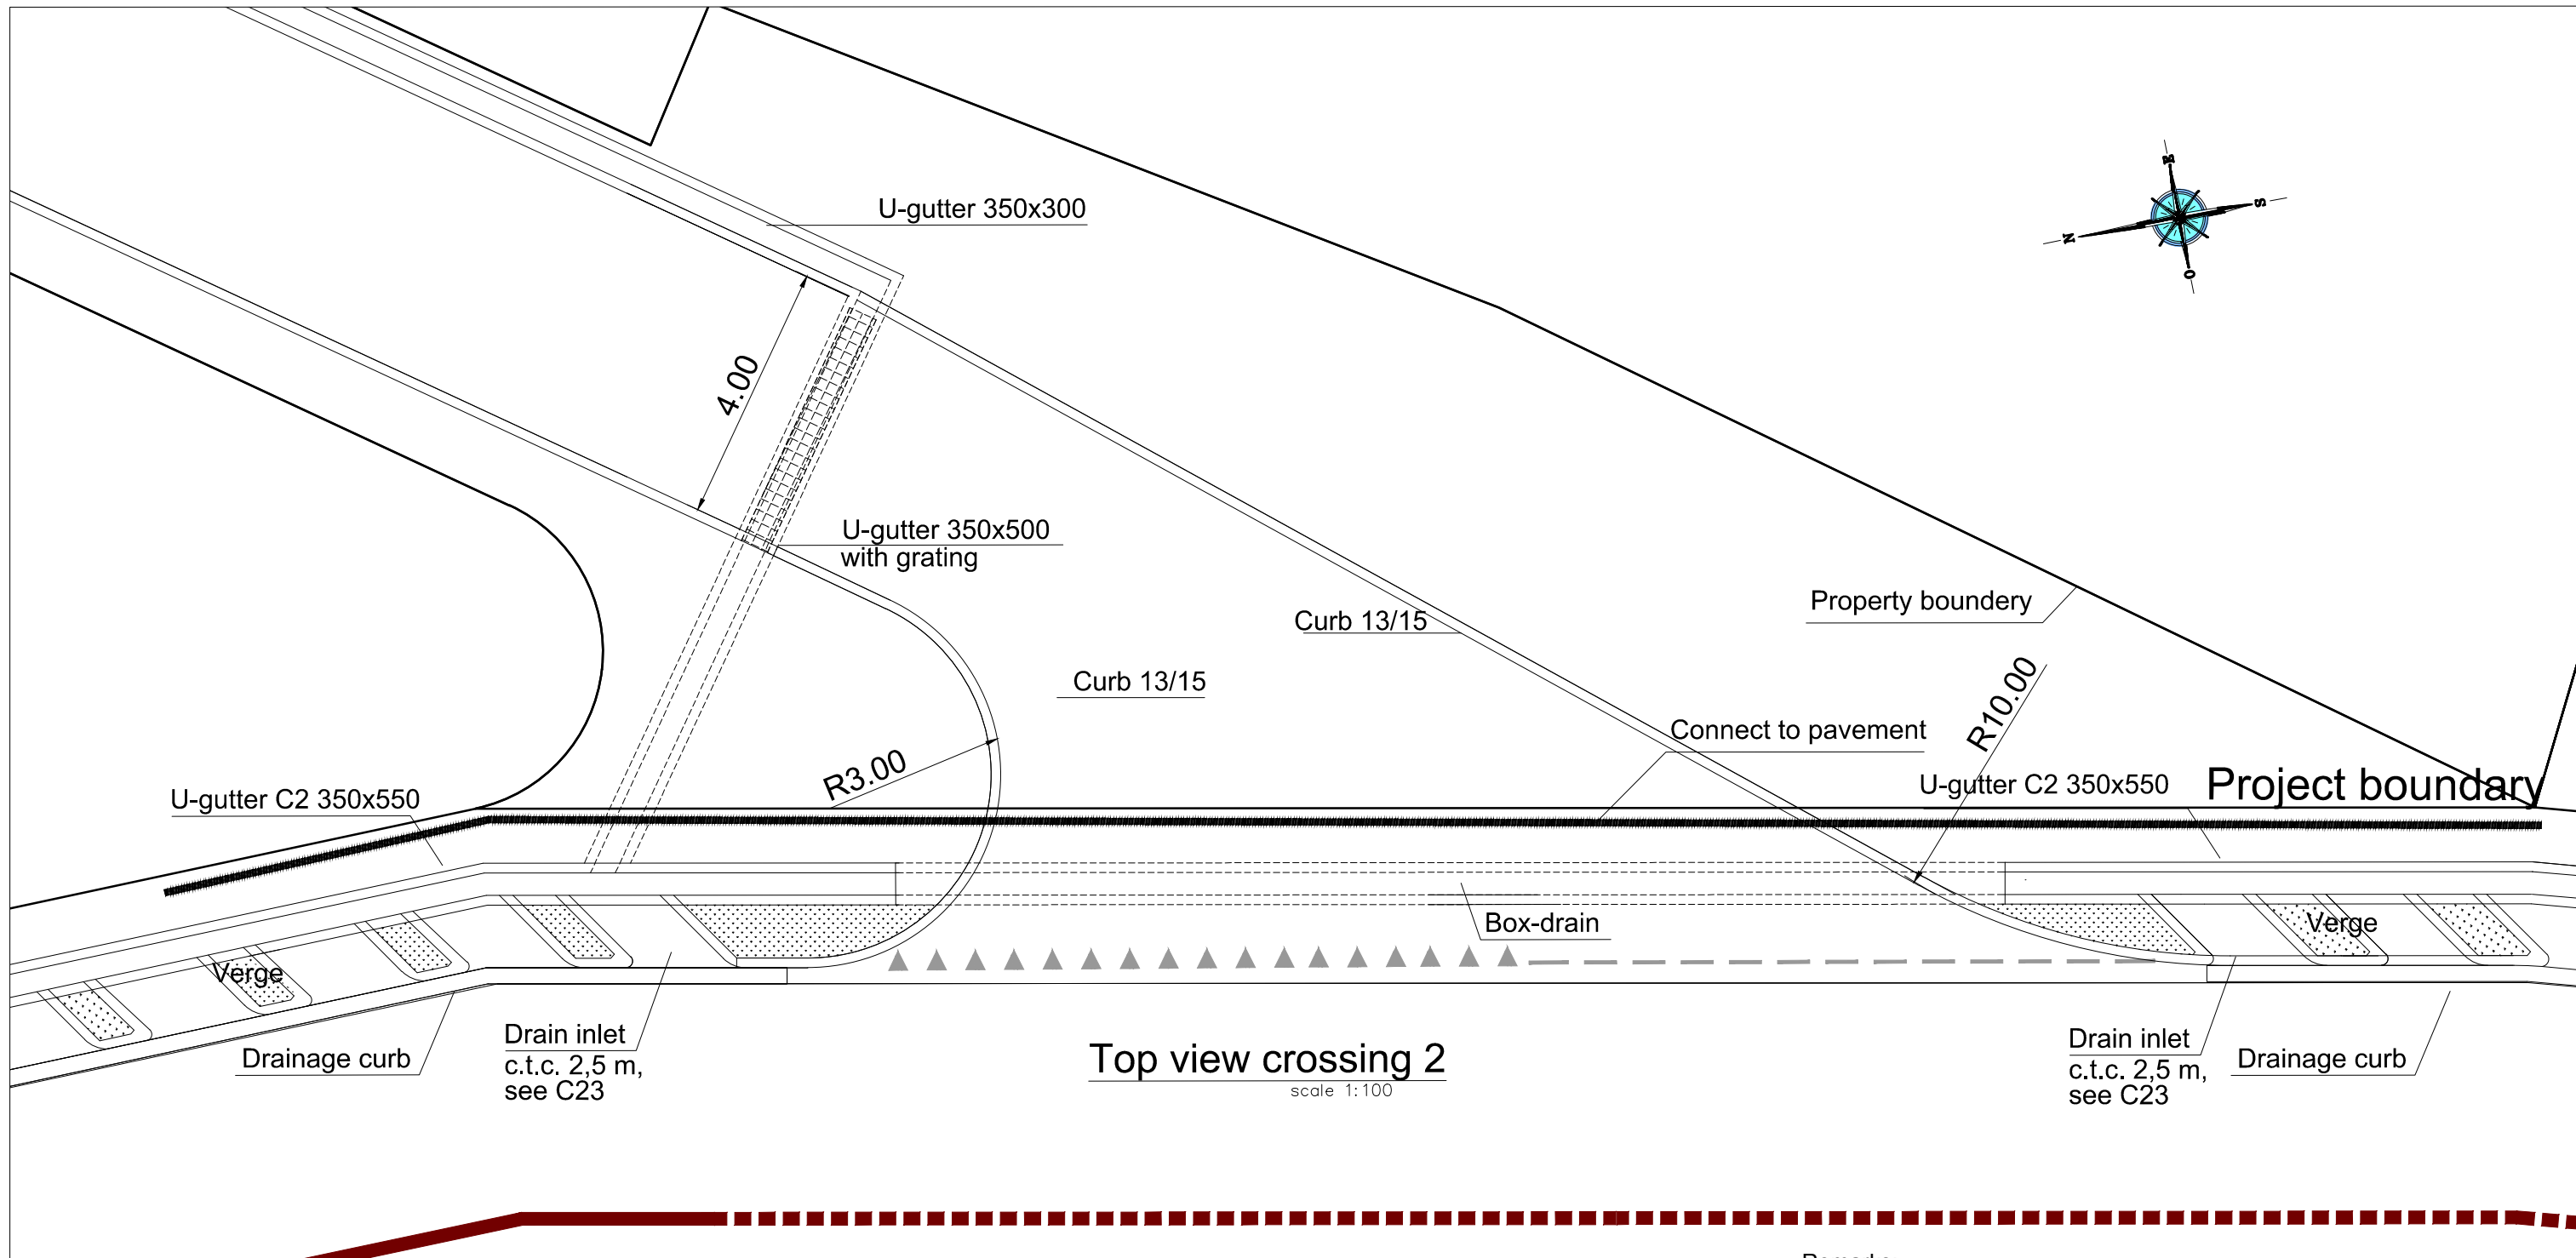 U-gutter 350x300
E
N
S
O
4.00
U-gutter 350x500
with grating
Curb 13/15
Property boundery
Curb 13/15
R10.00
Connect to pavement
R3.00
U-gutter C2 350x550
U-gutter C2 350x550
Project boundary
Box-drain
Verge
Verge
Drain inlet
c.t.c. 2,5 m,
see C23
Drainage curb
Top view crossing 2
scale 1:100
Drain inlet
c.t.c. 2,5 m,
see C23
Drainage curb